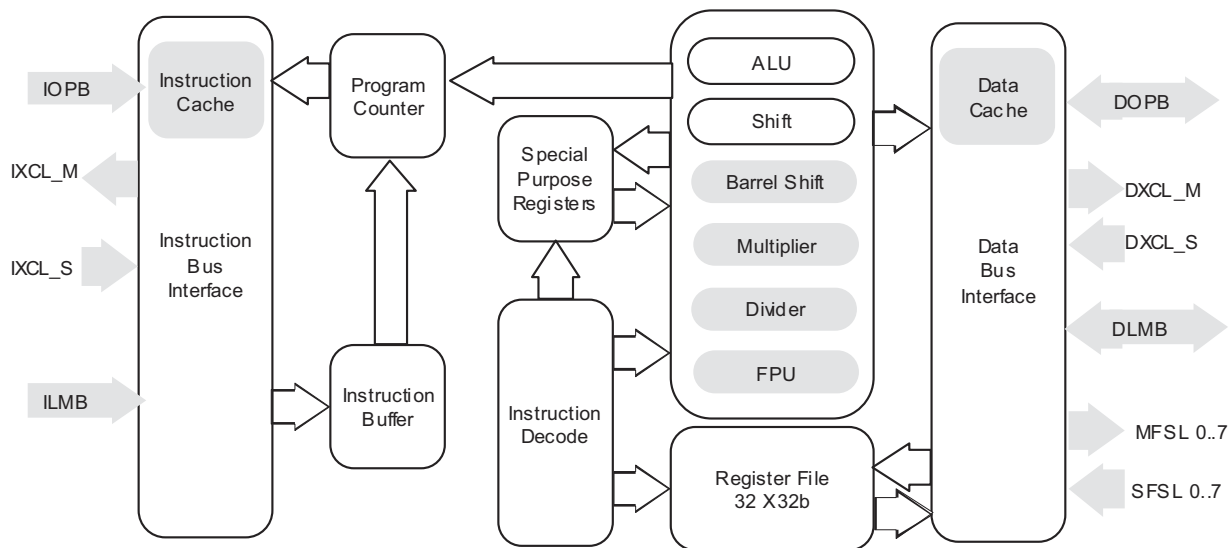 IOPB
IXCL_M
IXCL_S
ILMB
Instruction
Cache
Instruction
Bus
Interface
Program
Counter
Instruction
Buffer
Special
Purpose
Registers
Instruction
Decode
ALU
Shift
Barrel Shift
Multiplier
Divider
FPU
Register File
32 X32b
Data
Cache
Data
Bus
Interface
DOPB
DXCL_M
DXCL_S
DLMB
MFSL 0..7
SFSL 0..7